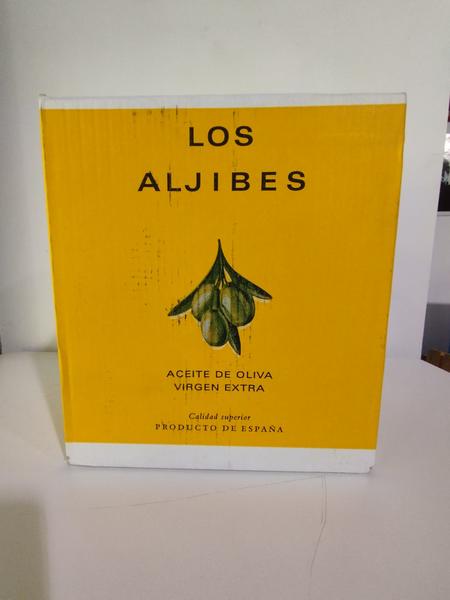 LOS
ALJIBES
ACEITE DE OLIVA
VIRGEN EXTRA
Calidad superior
PRODUCTO DE ESPAÑA